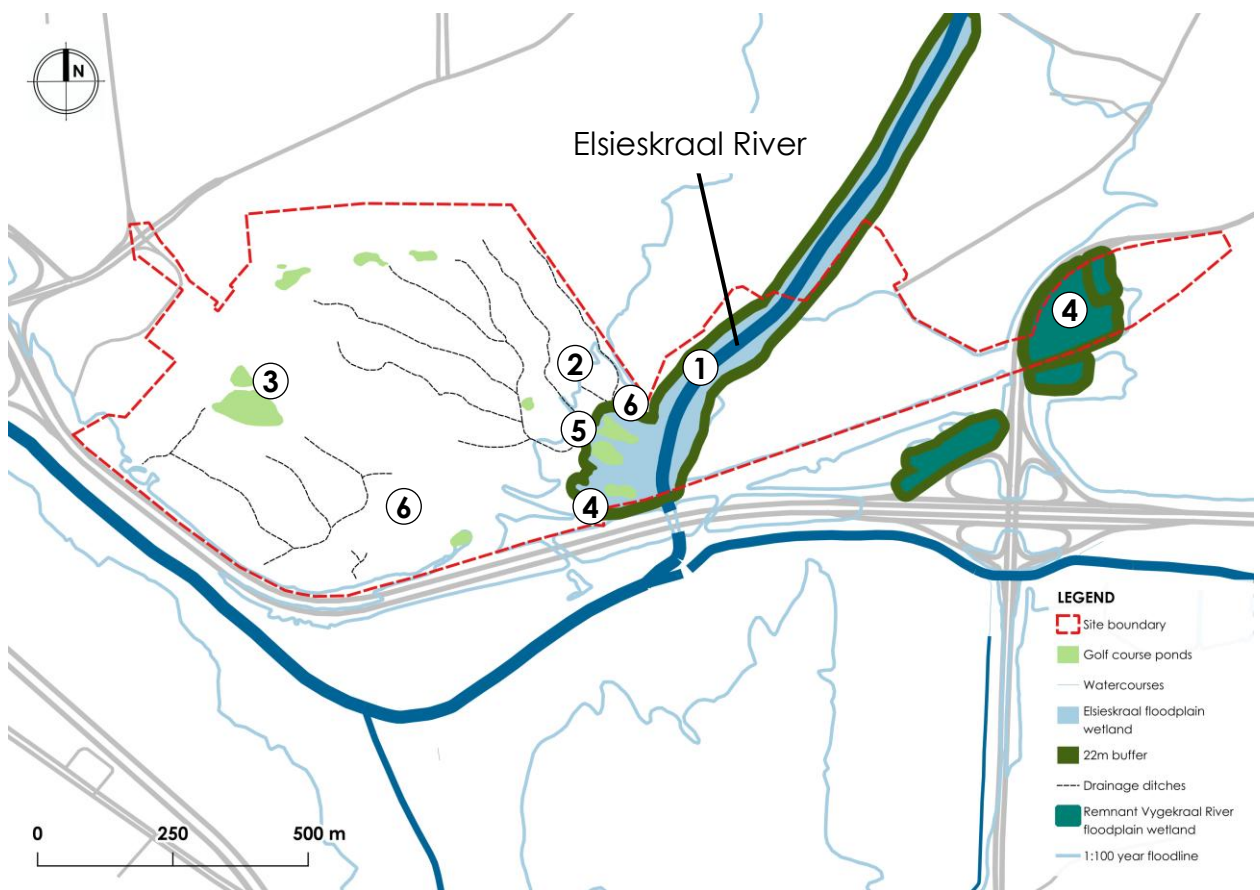 N
Elsieskraal River
4
2
1
3
6
5
6
4
LEGEND
Site boundary
Golf course ponds
Watercourses
Elsieskraal floodplain
wetland
22m buffer
Drainage ditches
Remnant Vygekraal River
floodplain wetland
1:100 year floodline
0 250 500 m